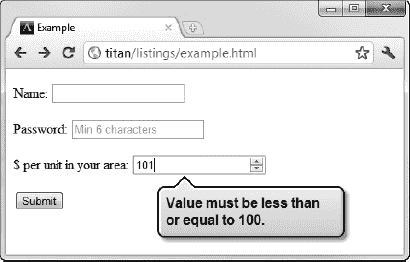 Example
titan/listings/example.html
Name:
Password: Min 6 characters
$ per unit in your area: 101
Value must be less than
or equal to 100.
Submit